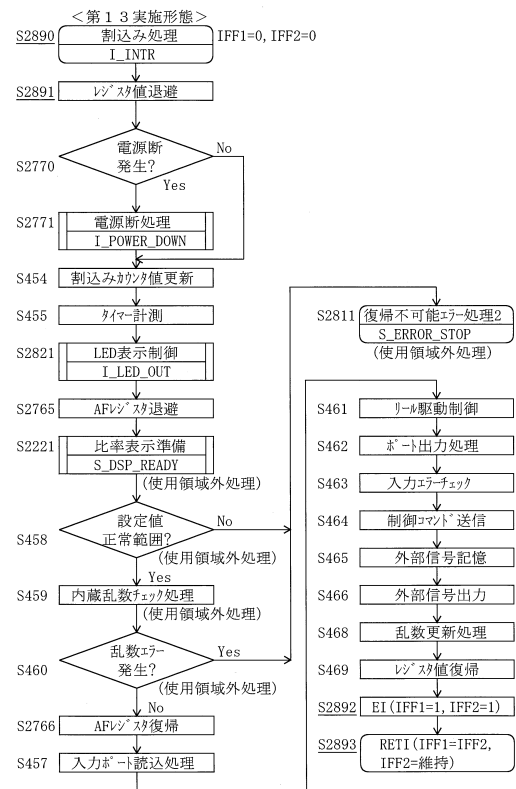 ＜第１３実施形態＞
S2890 割込み処理 IFF1=0, IFF2=0
I_INTR
S2891 ﾚｼﾞｽﾀ値退避
電源断
発生?
No
S2770
Yes
S2771 電源断処理
I_POWER_DOWN
S454 割込みｶｳﾝﾀ値更新
S455 ﾀｲﾏｰ計測
S2821 LED表示制御
I_LED_OUT
S2765 AFﾚｼﾞｽﾀ退避
S2221 比率表示準備
S_DSP_READY
(使用領域外処理)
設定値
正常範囲?
No
S458
(使用領域外処理)
Yes
S459 内蔵乱数ﾁｪｯｸ処理
(使用領域外処理)
乱数ｴﾗｰ
発生?
Yes
S460
(使用領域外処理)
No
S2766 AFﾚｼﾞｽﾀ復帰
S457 入力ﾎﾟｰﾄ読込処理
S2811 復帰不可能ｴﾗｰ処理2
S_ERROR_STOP
(使用領域外処理)
S461 ﾘｰﾙ駆動制御
S462 ﾎﾟｰﾄ出力処理
S463 入力ｴﾗｰﾁｪｯｸ
S464 制御ｺﾏﾝﾄﾞ送信
S465 外部信号記憶
S466 外部信号出力
S468 乱数更新処理
S469 ﾚｼﾞｽﾀ値復帰
S2892 EI(IFF1=1, IFF2=1)
S2893 RETI(IFF1=IFF2,
IFF2=維持)